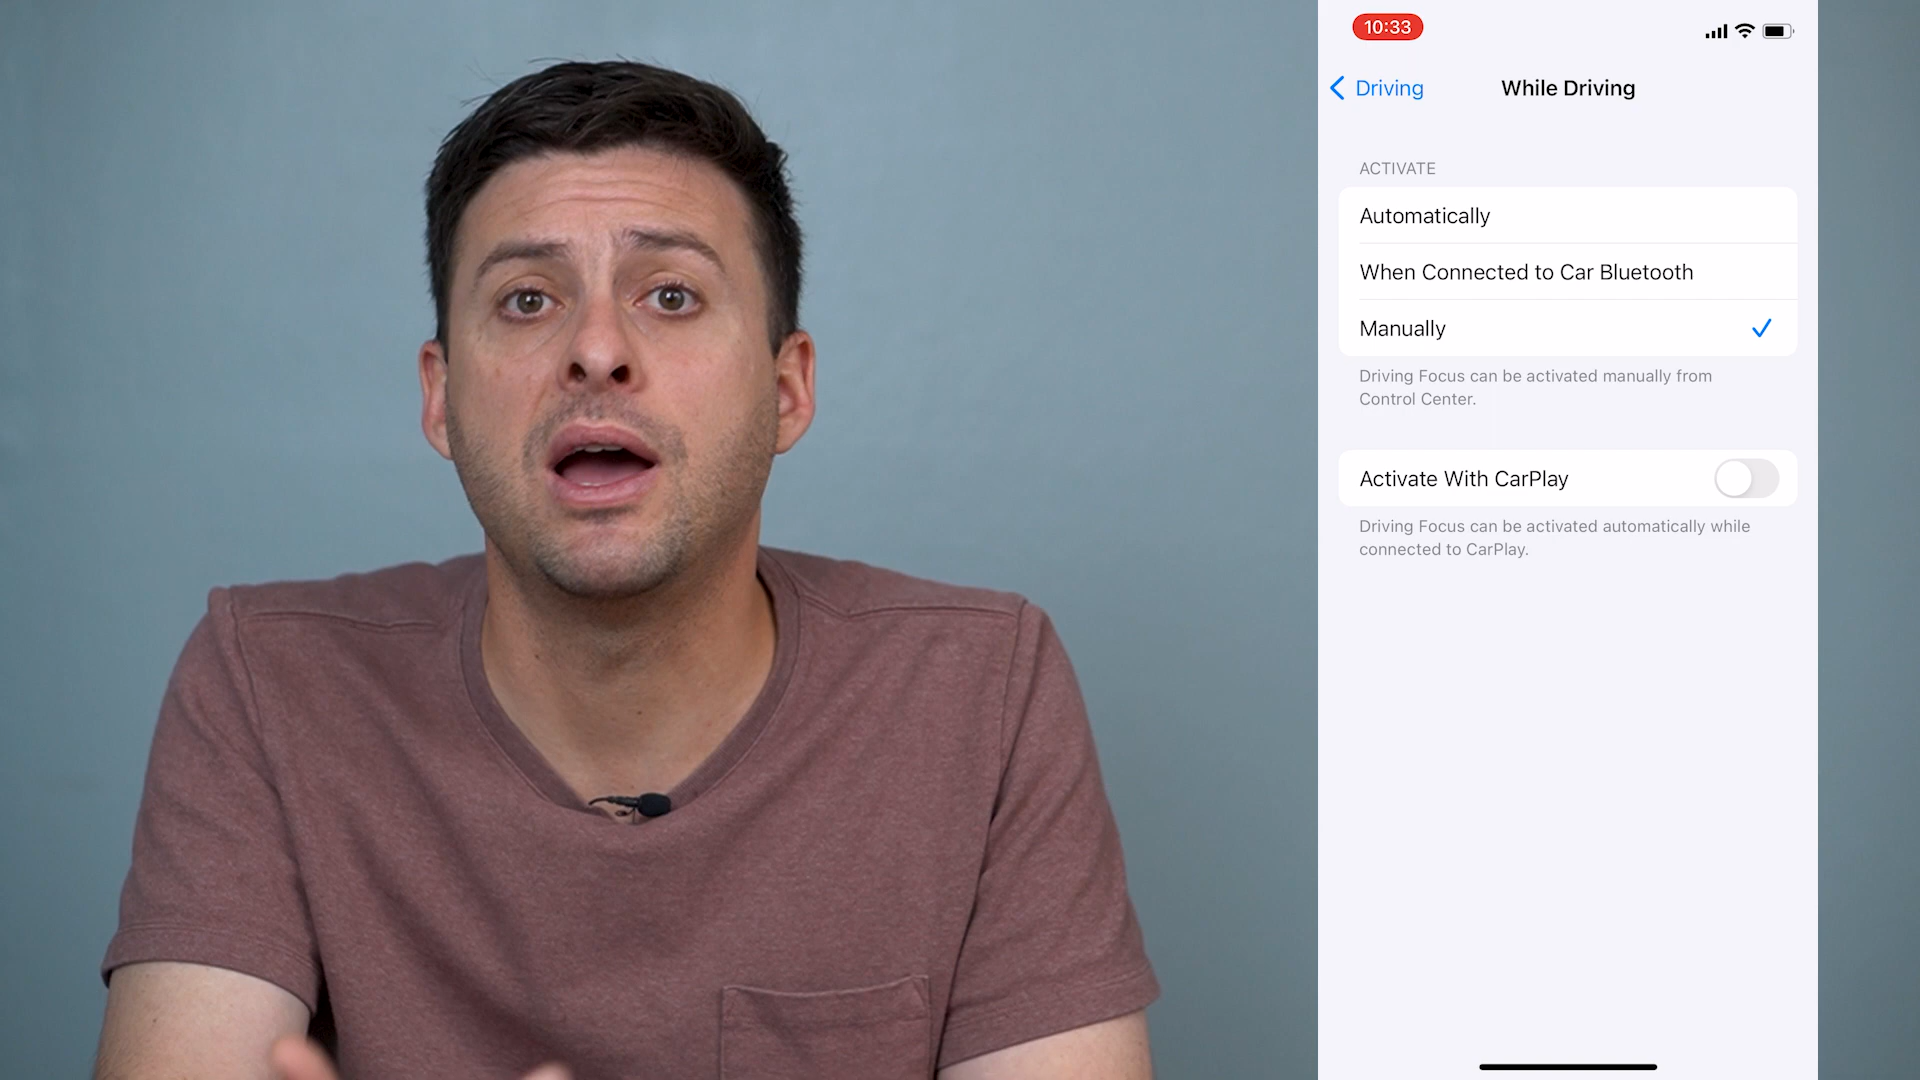 10:33
Driving
While Driving
ACTIVATE
Automatically
When Connected to Car Bluetooth
Manually
Driving Focus can be activated manually from
Control Center.
Activate With CarPlay
Driving Focus can be activated automatically while
connected to CarPlay.